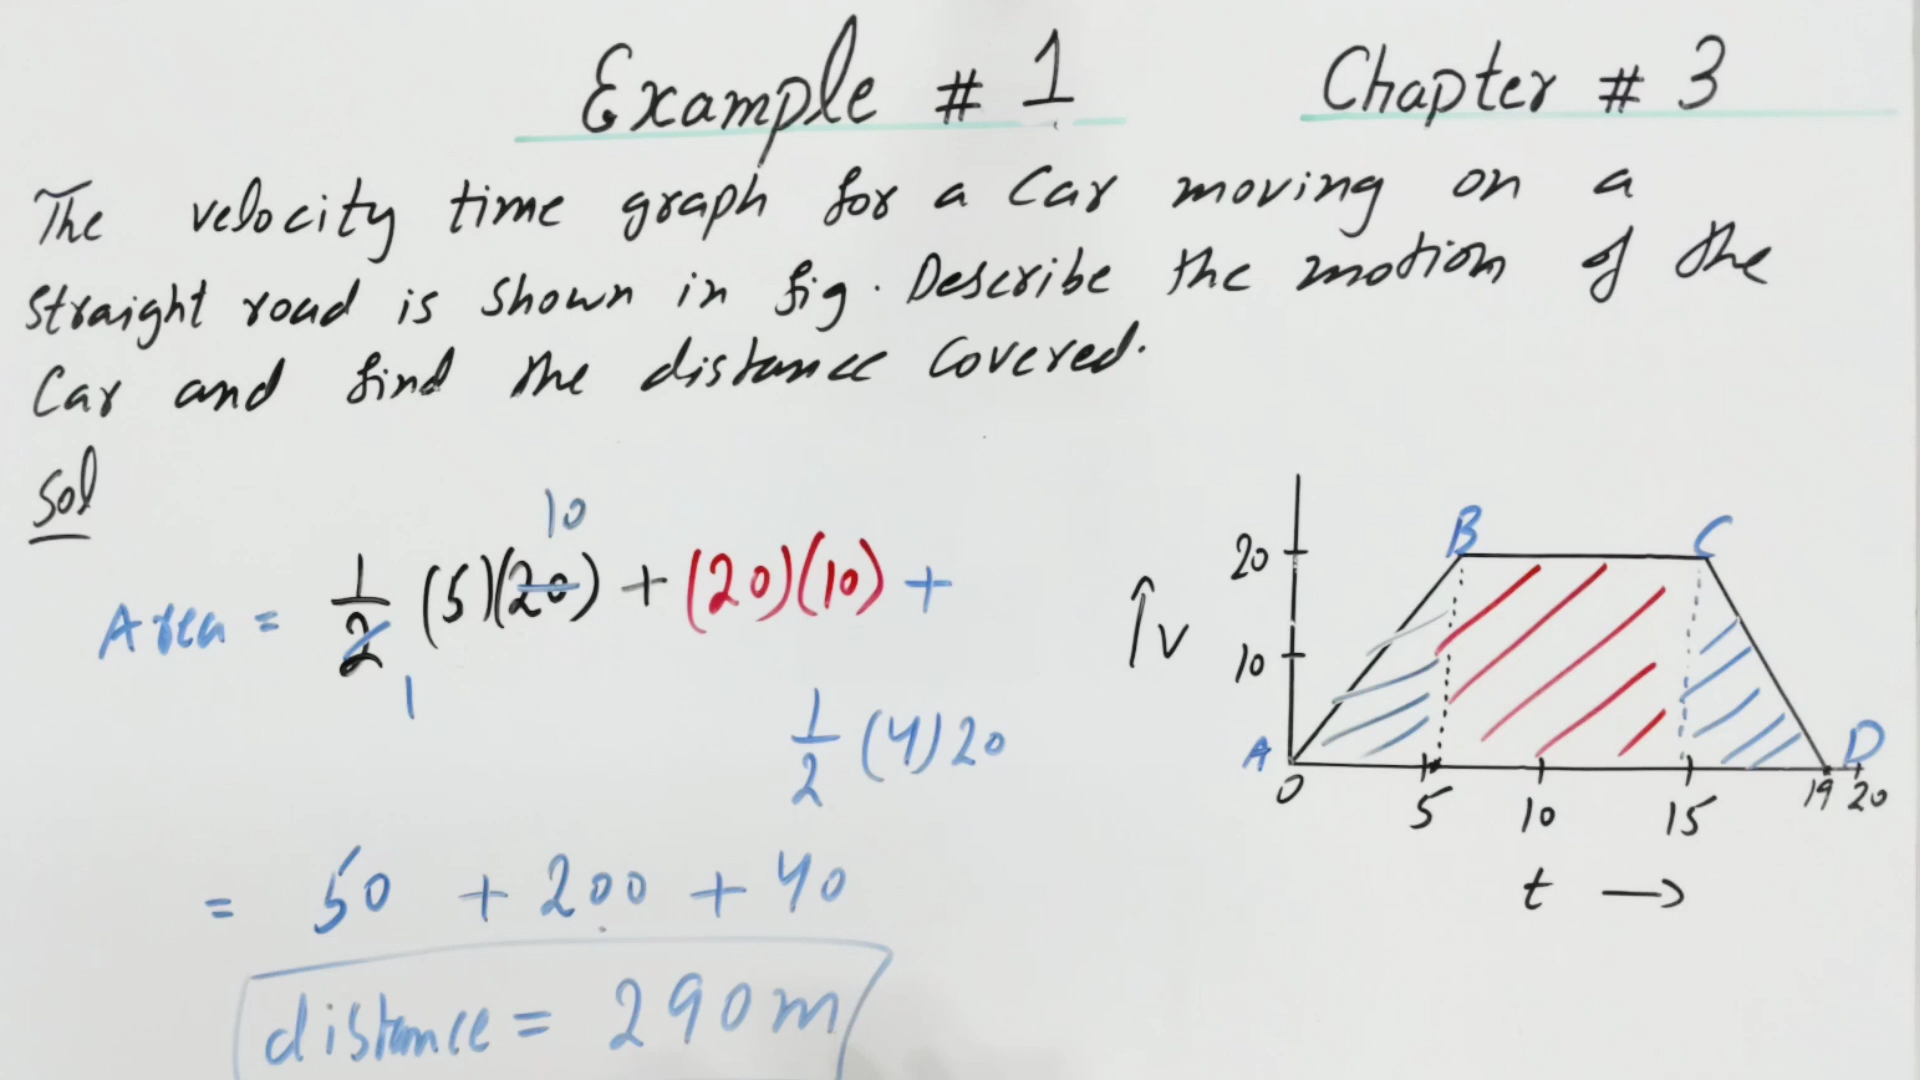 Example # 1
Chapter # 3
The velocity time graph for a Car moving on a
straight road is shown in fig. Describe the motion of the
Car and find the distance covered.
Sol
10
Area = 1/2 (5)(20) + (20)(10) +
1
1/2 (4) 20
= 50 + 200 + 40
distance = 290m
B
C
20
↑V
10
A
D
0
5
10
15
19
20
t →